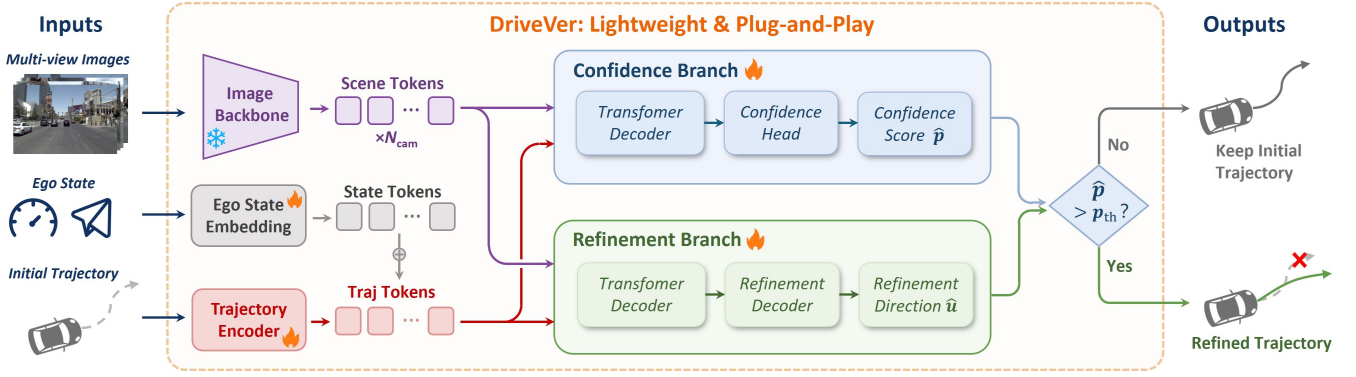 Inputs
DriveVer: Lightweight & Plug-and-Play
Outputs
Multi-view Images
Image
Backbone
Scene Tokens
×N_cam
Confidence Branch
Transfomer
Decoder
Confidence
Head
Confidence
Score p̂
No
Keep Initial
Trajectory
Ego State
Ego State
Embedding
State Tokens
p̂
> p_th ?
Refinement Branch
Transfomer
Decoder
Refinement
Decoder
Refinement
Direction û
Yes
Initial Trajectory
Trajectory
Encoder
Traj Tokens
Refined Trajectory